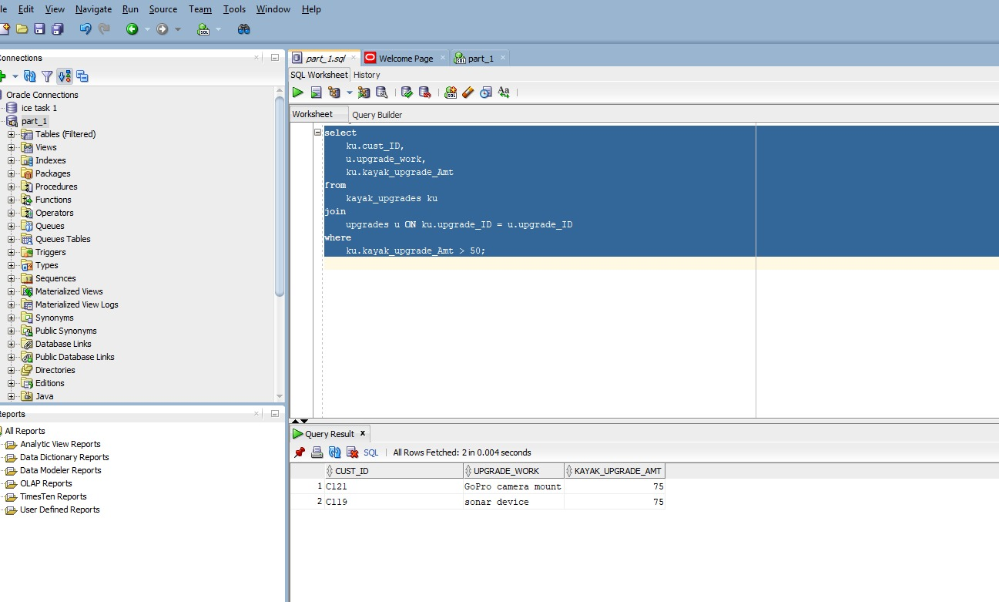 Edit View Navigate Run Source Team Tools Window Help
part_1.sql Welcome Page part_1
SQL Worksheet History
Worksheet Query Builder
select
ku.cust_ID,
u.upgrade_work,
ku.kayak_upgrade_Amt
from
kayak_upgrades ku
join
upgrades u ON ku.upgrade_ID = u.upgrade_ID
where
ku.kayak_upgrade_Amt > 50;
Oracle Connections
ice task 1
part_1
Tables (Filtered)
Views
Indexes
Packages
Procedures
Functions
Operators
Queues
Queues Tables
Triggers
Types
Sequences
Materialized Views
Materialized View Logs
Synonyms
Public Synonyms
Database Links
Public Database Links
Directories
Editions
Java
All Reports
Analytic View Reports
Data Dictionary Reports
Data Modeler Reports
OLAP Reports
TimesTen Reports
User Defined Reports
Query Result
SQL All Rows Fetched: 2 in 0.004 seconds
CUST_ID UPGRADE_WORK KAYAK_UPGRADE_AMT
1 C121 GoPro camera mount 75
2 C119 sonar device 75